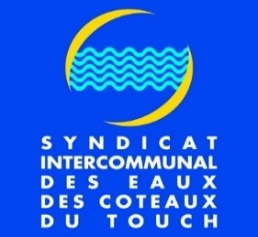 SYNDICAT
INTERCOMMUNAL
DES EAUX
DES COTEAUX
DU TOUCH